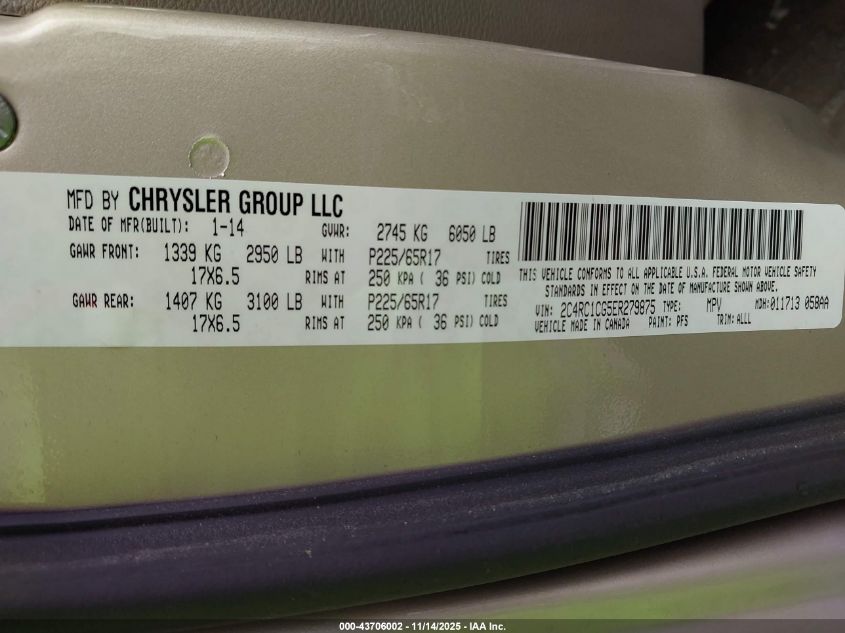 MFD BY CHRYSLER GROUP LLC
DATE OF MFR(BUILT): 1-14 GVWR: 2745 KG 6050 LB
GAWR FRONT: 1339 KG 2950 LB WITH P225/65R17 TIRES
17X6.5 RIMS AT 250 KPA ( 36 PSI) COLD
GAWR REAR: 1407 KG 3100 LB WITH P225/65R17 TIRES
17X6.5 RIMS AT 250 KPA ( 36 PSI) COLD
THIS VEHICLE CONFORMS TO ALL APPLICABLE U.S.A. FEDERAL MOTOR VEHICLE SAFETY
STANDARDS IN EFFECT ON THE DATE OF MANUFACTURE SHOWN ABOVE.
VIN: 2C4RC1CG5ER279875 TYPE: MPV MDH:011713 058AA
VEHICLE MADE IN CANADA PAINT: PFS TRIM: ALLL
000-43706002 - 11/14/2025 - IAA Inc.